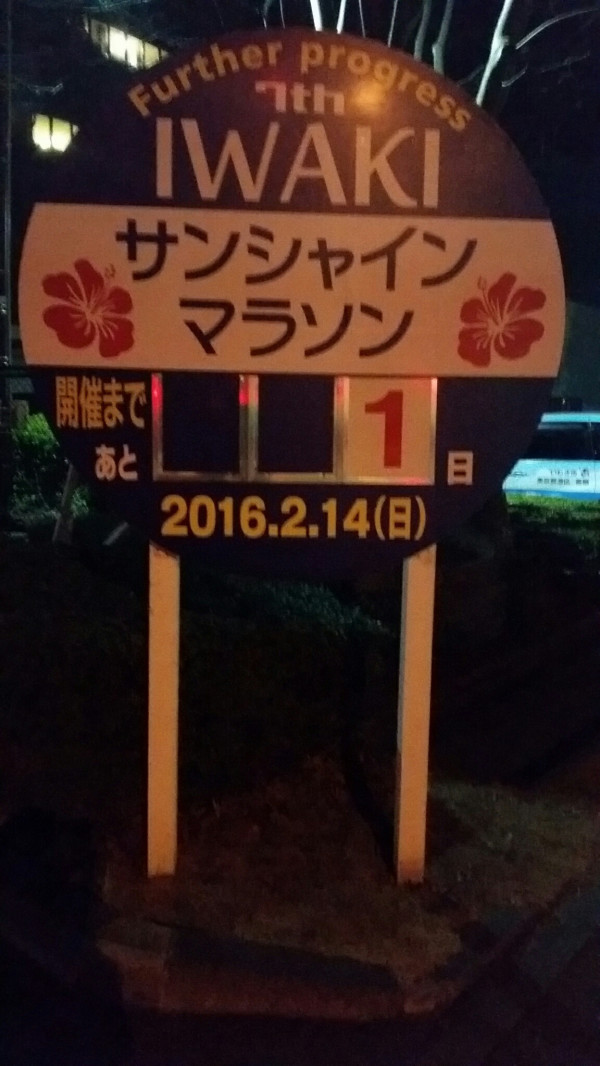 Further progress
7th
IWAKI
サンシャイン
マラソン
開催まで
あと 1 日
2016.2.14(日)